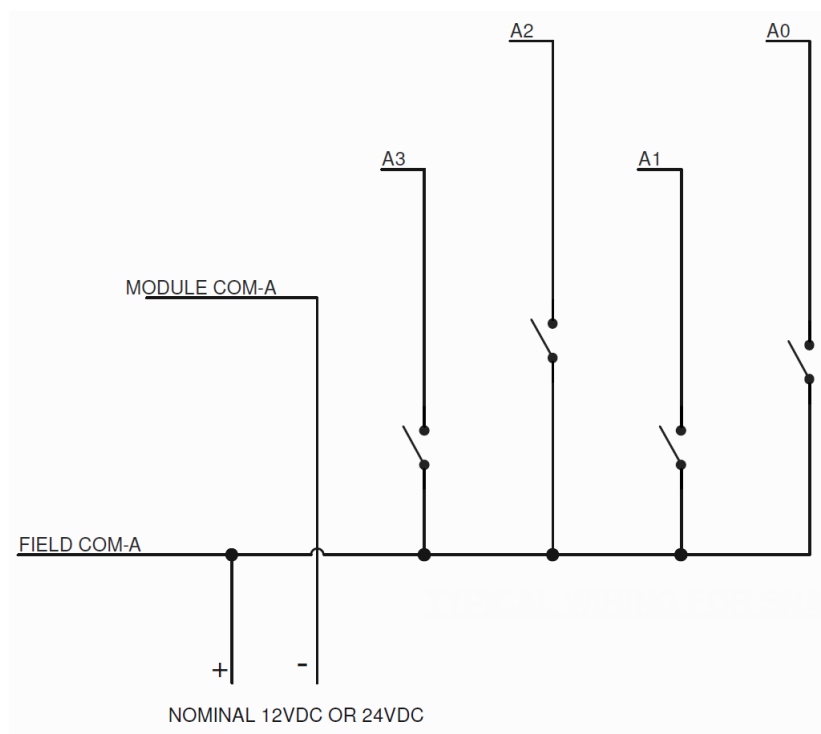 A2
A0
A3
A1
MODULE COM-A
FIELD COM-A
+
-
NOMINAL 12VDC OR 24VDC